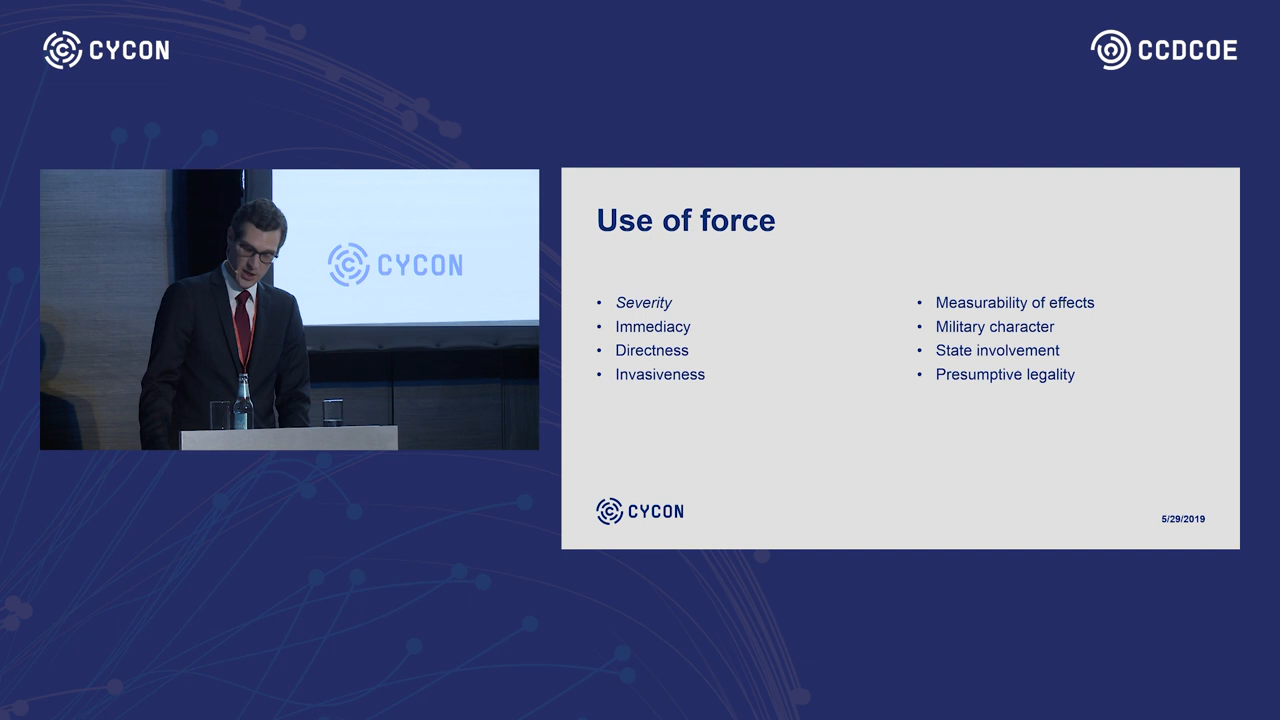 CYCON
CCDCOE
CYCON
Use of force
• Severity
• Immediacy
• Directness
• Invasiveness
• Measurability of effects
• Military character
• State involvement
• Presumptive legality
CYCON
5/29/2019